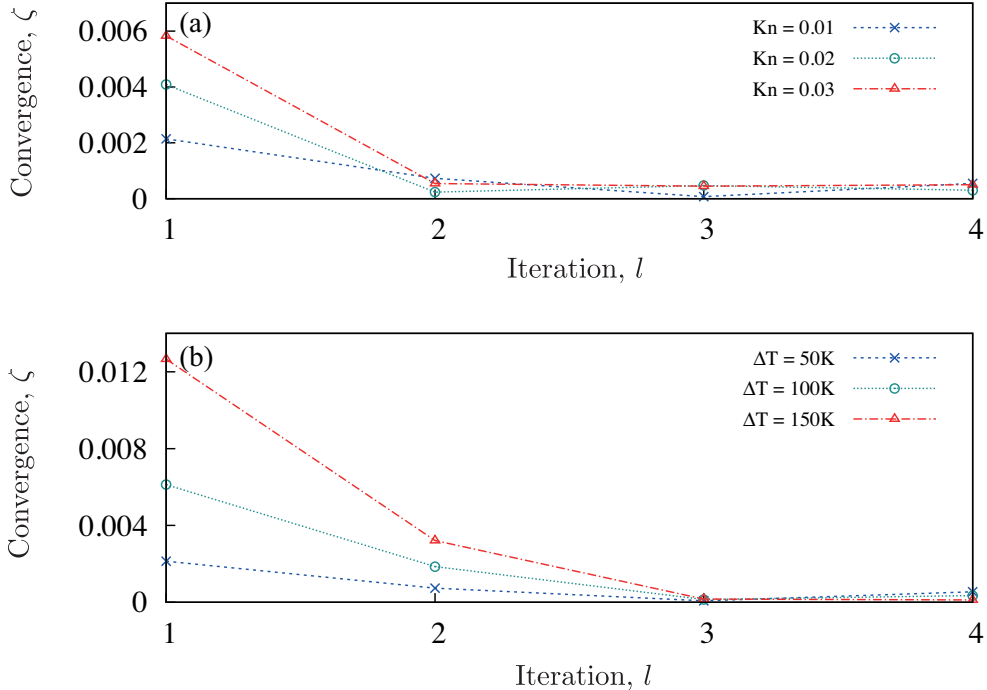 (a)
Convergence, ζ
0.006
0.004
0.002
0
Kn = 0.01
Kn = 0.02
Kn = 0.03
1 2 3 4
Iteration, l
(b)
Convergence, ζ
0.012
0.008
0.004
0
ΔT = 50K
ΔT = 100K
ΔT = 150K
1 2 3 4
Iteration, l